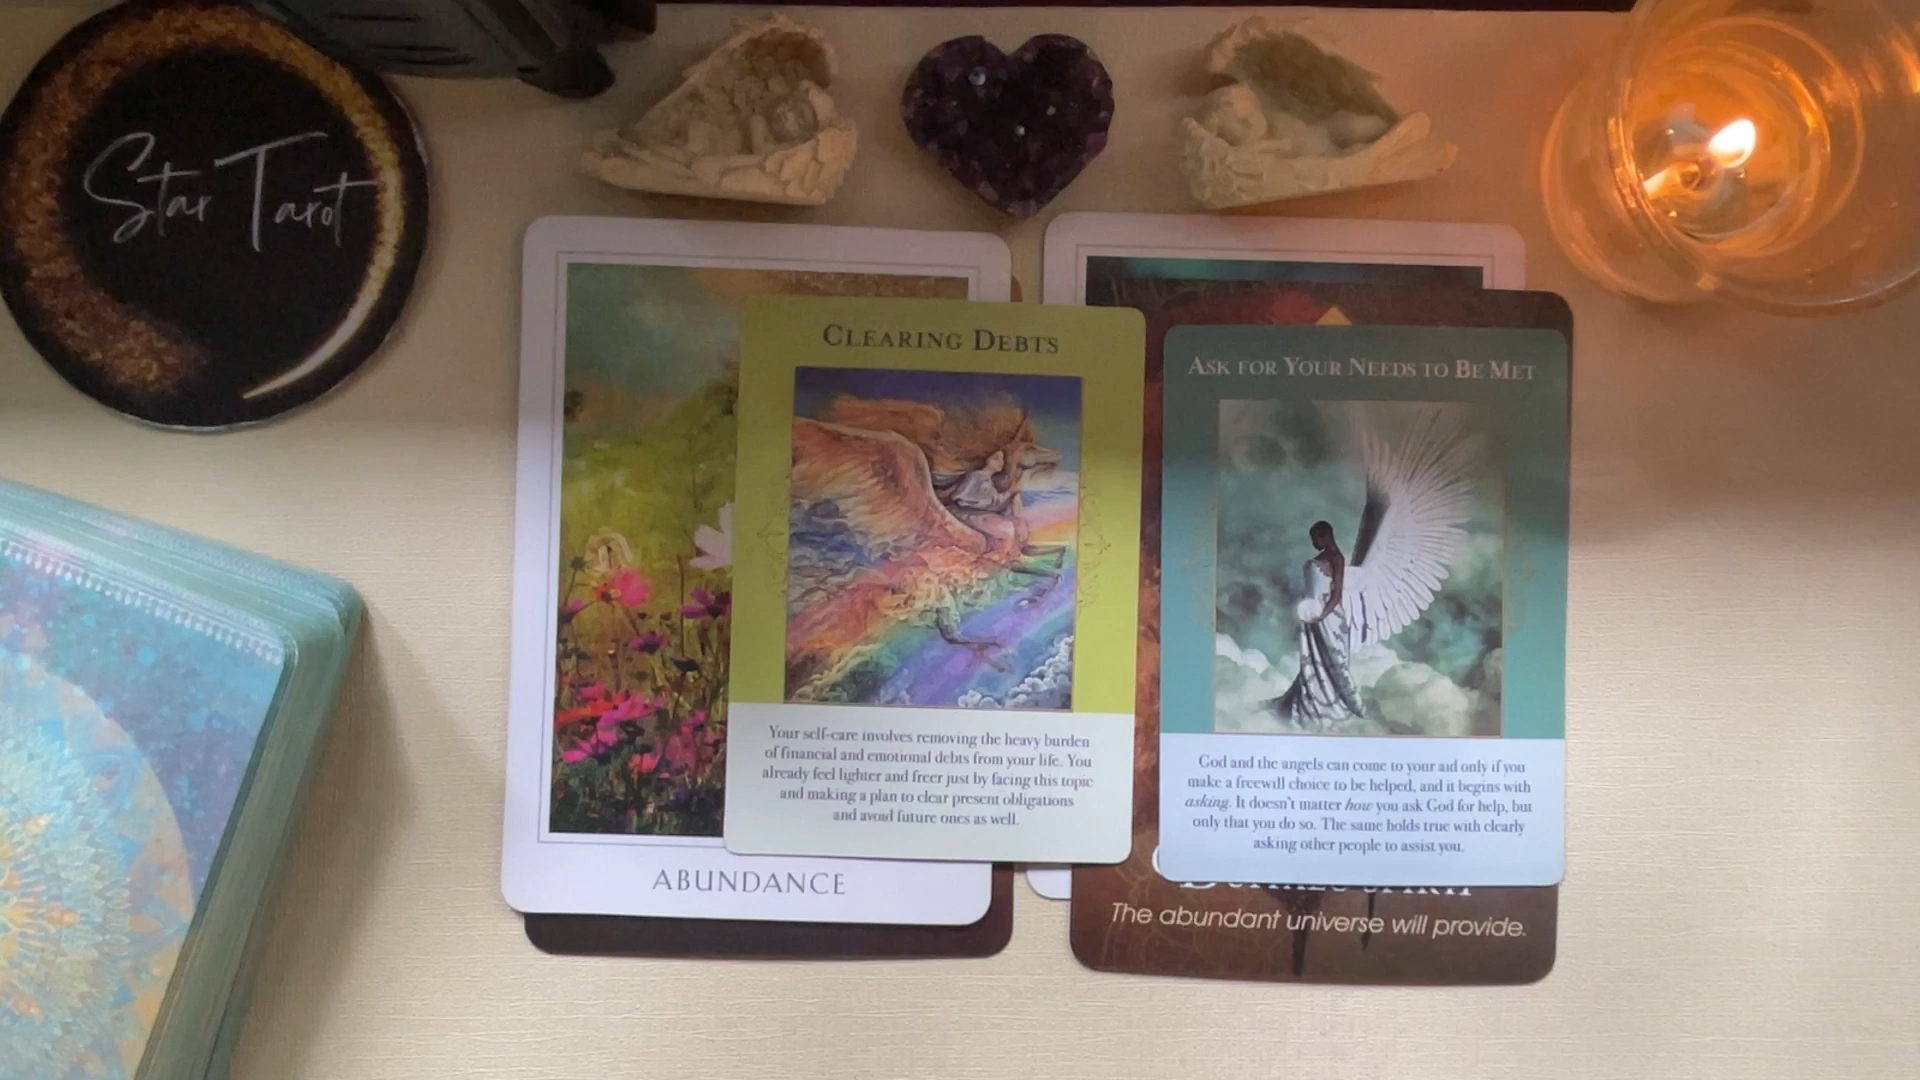 Star Tarot
CLEARING DEBTS
Your self-care involves removing the heavy burden
of financial and emotional debts from your life. You
already feel lighter and freer just by facing this topic
and making a plan to clear present obligations
and avoid future ones as well.
ABUNDANCE
ASK FOR YOUR NEEDS TO BE MET
God and the angels can come to your aid only if you
make a freewill choice to be helped, and it begins with
asking. It doesn't matter how you ask God for help, but
only that you do so. The same holds true with clearly
asking other people to assist you.
The abundant universe will provide.